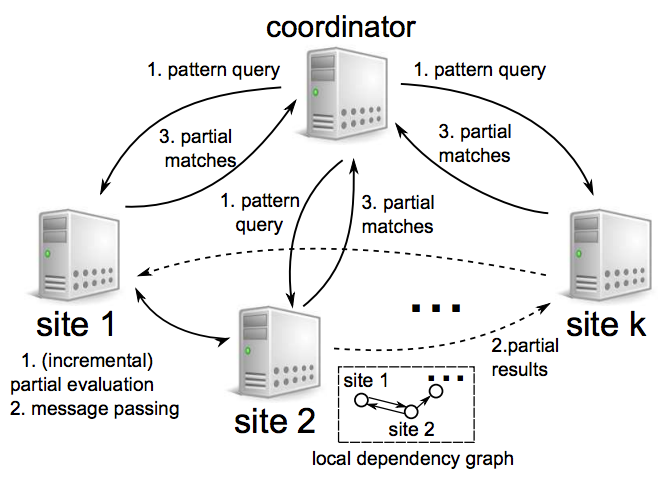 coordinator
1. pattern query
1. pattern query
3. partial
matches
3. partial
matches
1. pattern
query
3. partial
matches
site 1
site k
...
1. (incremental)
partial evaluation
2. message passing
site 2
2.partial
results
site 1
...
site 2
local dependency graph